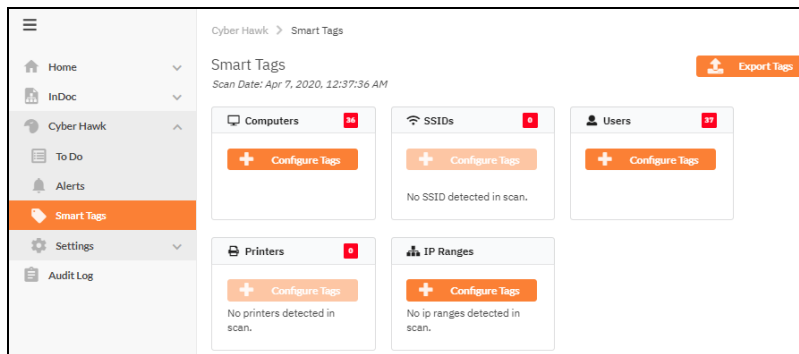 Cyber Hawk > Smart Tags
Home
InDoc
Cyber Hawk
To Do
Alerts
Smart Tags
Settings
Audit Log
Smart Tags
Scan Date: Apr 7, 2020, 12:37:36 AM
Export Tags
Computers 36
Configure Tags
SSIDs 0
Configure Tags
No SSID detected in scan.
Users 37
Configure Tags
Printers 0
Configure Tags
No printers detected in
scan.
IP Ranges
Configure Tags
No ip ranges detected in
scan.